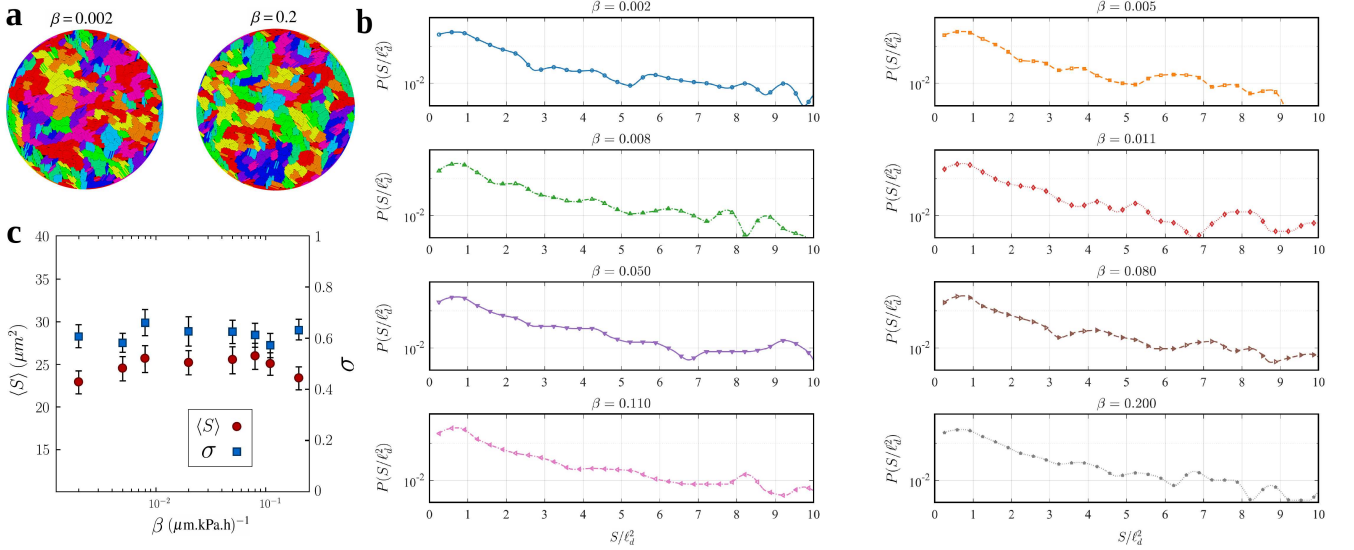 a
β = 0.002
β = 0.2
b
β = 0.002
P(S/ℓ_d^2)
10^−2
0 1 2 3 4 5 6 7 8 9 10
β = 0.005
P(S/ℓ_d^2)
10^−2
0 1 2 3 4 5 6 7 8 9 10
β = 0.008
P(S/ℓ_d^2)
10^−2
0 1 2 3 4 5 6 7 8 9 10
β = 0.011
P(S/ℓ_d^2)
10^−2
0 1 2 3 4 5 6 7 8 9 10
β = 0.050
P(S/ℓ_d^2)
10^−2
0 1 2 3 4 5 6 7 8 9 10
β = 0.080
P(S/ℓ_d^2)
10^−2
0 1 2 3 4 5 6 7 8 9 10
β = 0.110
P(S/ℓ_d^2)
10^−2
0 1 2 3 4 5 6 7 8 9 10
S/ℓ_d^2
β = 0.200
P(S/ℓ_d^2)
10^−2
0 1 2 3 4 5 6 7 8 9 10
S/ℓ_d^2
c
40
35
30
25
20
15
⟨S⟩ (μm^2)
1
0.8
0.6
0.4
0.2
0
σ
⟨S⟩
σ
10^−2 10^−1
β (μm.kPa.h)^−1